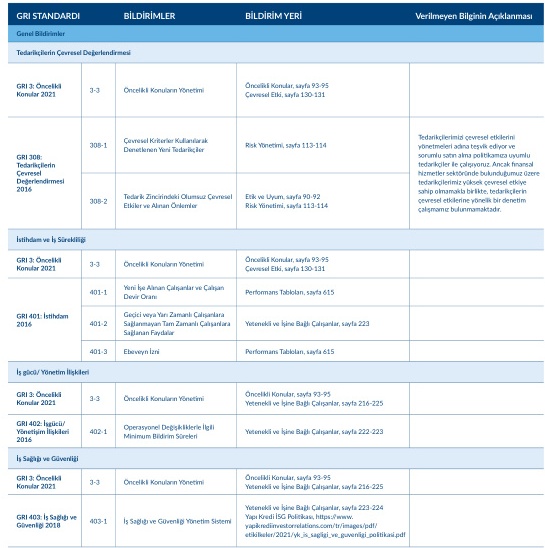 GRI STANDARDI BİLDİRİMLER BİLDİRİM YERİ Verilmeyen Bilginin Açıklanması
Genel Bildirimler
Tedarikçilerin Çevresel Değerlendirmesi
GRI 3: Öncelikli
Konular 2021
3-3
Öncelikli Konuların Yönetimi
Öncelikli Konular, sayfa 93-95
Çevresel Etki, sayfa 130-131
GRI 308:
Tedarikçilerin
Çevresel
Değerlendirmesi
2016
308-1
Çevresel Kriterler Kullanılarak
Denetlenen Yeni Tedarikçiler
Risk Yönetimi, sayfa 113-114
308-2
Tedarik Zincirindeki Olumsuz Çevresel
Etkiler ve Alınan Önlemler
Etik ve Uyum, sayfa 90-92
Risk Yönetimi, sayfa 113-114
Tedarikçilerimizi çevresel etkilerini
yönetmeleri adına teşvik ediyor ve
sorumlu satın alma politikamıza uyumlu
tedarikçiler ile çalışıyoruz. Ancak finansal
hizmetler sektöründe bulunduğumuz üzere
tedarikçilerimiz yüksek çevresel etkiye
sahip olmamakla birlikte, tedarikçilerin
çevresel etkilerine yönelik bir denetim
çalışmamız bulunmamaktadır.
İstihdam ve İş Sürekliliği
GRI 3: Öncelikli
Konular 2021
3-3
Öncelikli Konuların Yönetimi
Öncelikli Konular, sayfa 93-95
Çevresel Etki, sayfa 130-131
GRI 401: İstihdam
2016
401-1
Yeni İşe Alınan Çalışanlar ve Çalışan
Devir Oranı
Performans Tabloları, sayfa 615
401-2
Geçici veya Yarı Zamanlı Çalışanlara
Sağlanmayan Tam Zamanlı Çalışanlara
Sağlanan Faydalar
Yetenekli ve İşine Bağlı Çalışanlar, sayfa 223
401-3
Ebeveyn İzni
Performans Tabloları, sayfa 615
İş gücü/ Yönetim İlişkileri
GRI 3: Öncelikli
Konular 2021
3-3
Öncelikli Konuların Yönetimi
Öncelikli Konular, sayfa 93-95
Yetenekli ve İşine Bağlı Çalışanlar, sayfa 216-225
GRI 402: İşgücü/
Yönetişim İlişkileri
2016
402-1
Operasyonel Değişikliklerle İlgili
Minimum Bildirim Süreleri
Yetenekli ve İşine Bağlı Çalışanlar, sayfa 222-223
İş Sağlığı ve Güvenliği
GRI 3: Öncelikli
Konular 2021
3-3
Öncelikli Konuların Yönetimi
Öncelikli Konular, sayfa 93-95
Yetenekli ve İşine Bağlı Çalışanlar, sayfa 216-225
GRI 403: İş Sağlığı ve
Güvenliği 2018
403-1
İş Sağlığı ve Güvenliği Yönetim Sistemi
Yetenekli ve İşine Bağlı Çalışanlar, sayfa 223-224
Yapı Kredi İSG Politikası, https://www.
yapikrediinvestorrelations.com/tr/images/pdf/
etikilkeler/2021/yk_is_sagligi_ve_guvenligi_politikasi.pdf